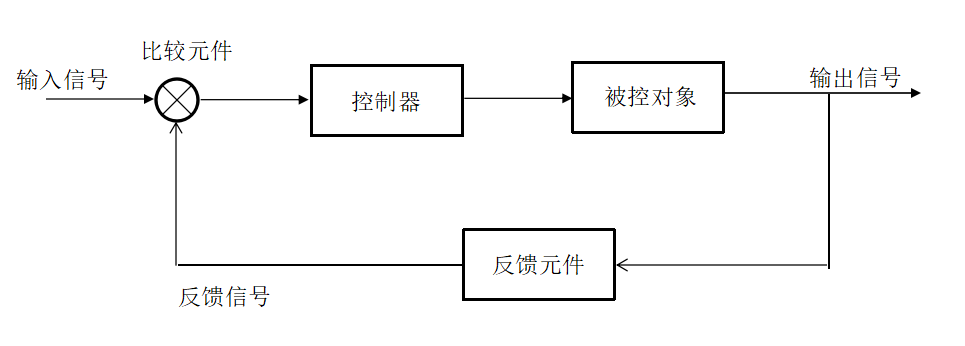 比较元件
输入信号
控制器
被控对象
输出信号
反馈元件
反馈信号